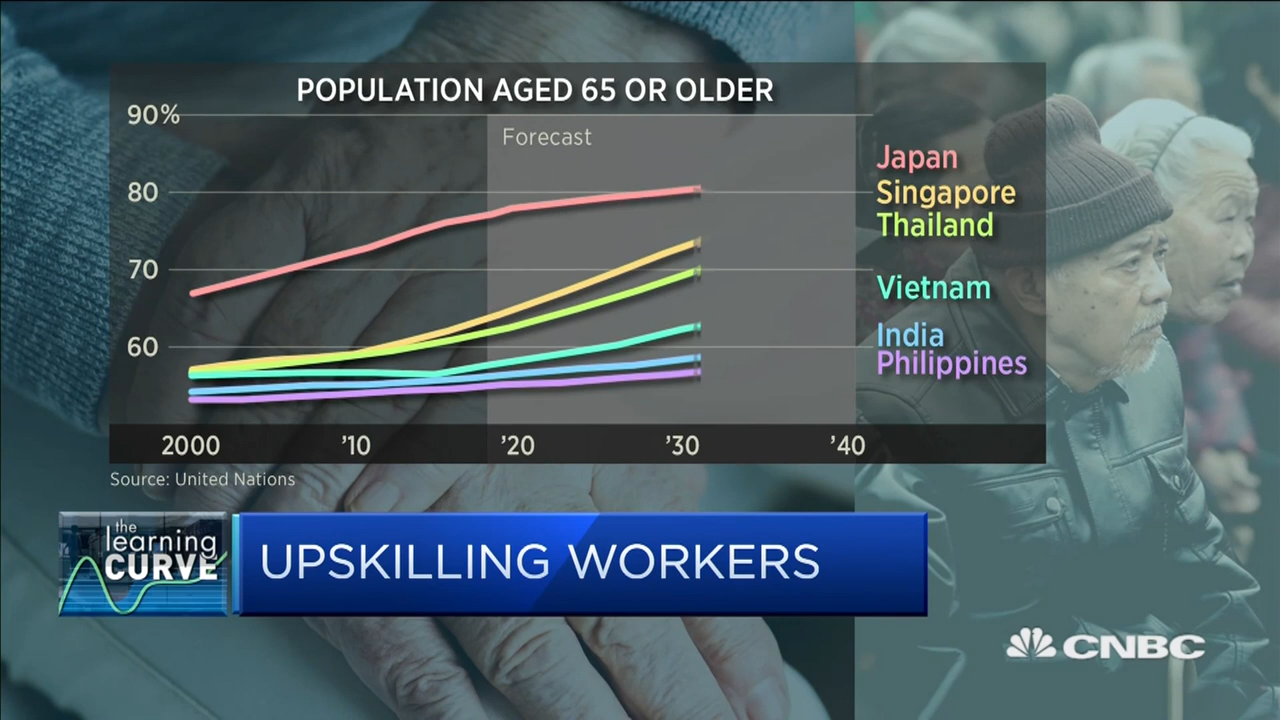 POPULATION AGED 65 OR OLDER
90%
Forecast
Japan
80
Singapore
Thailand
70
Vietnam
India
60
Philippines
2000 ’10 ’20 ’30 ’40
Source: United Nations
the
learning
CURVE
UPSKILLING WORKERS
CNBC